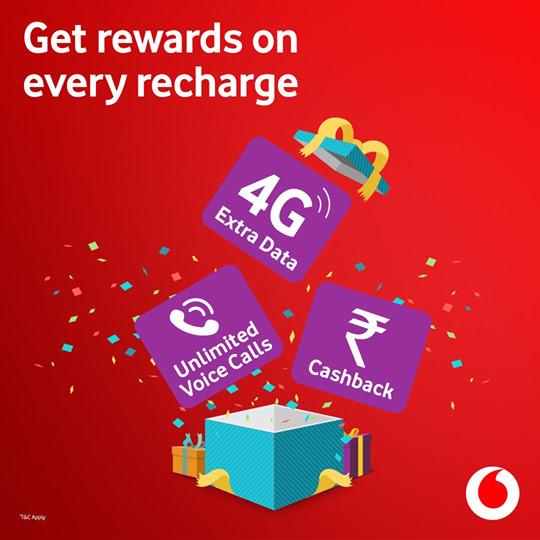 Get rewards on
every recharge
4G
Extra Data
Unlimited
Voice Calls
₹
Cashback
*T&C Apply